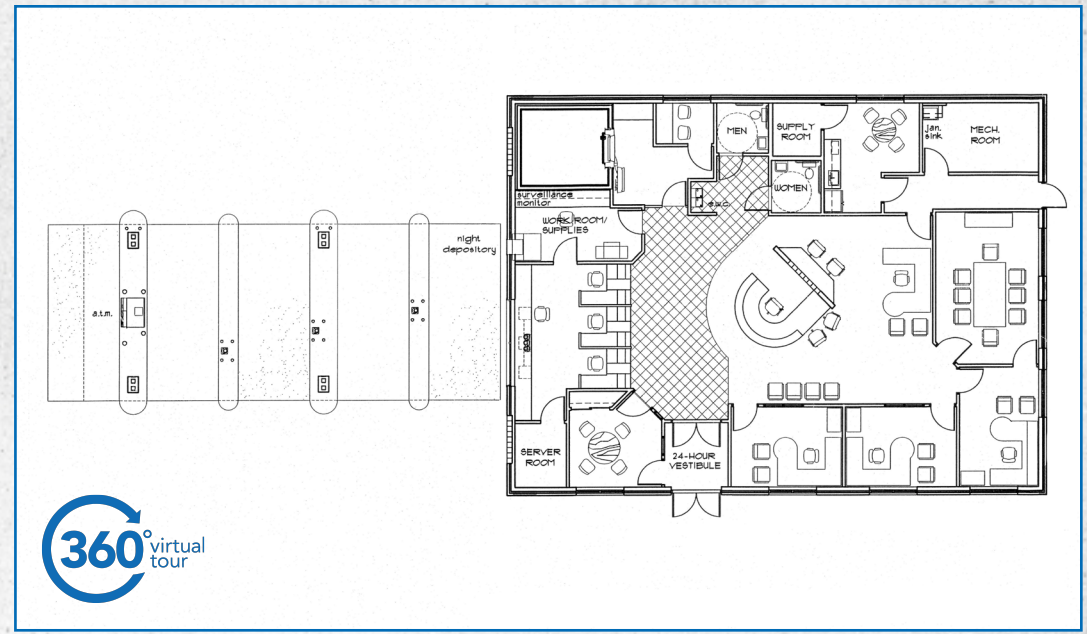 MEN
SUPPLY
ROOM
jan.
sink
MECH.
ROOM
WOMEN
e.w.c.
surveillance
monitor
WORK ROOM/
SUPPLIES
night
depository
a.t.m.
SERVER
ROOM
24-HOUR
VESTIBULE
360°
virtual
tour